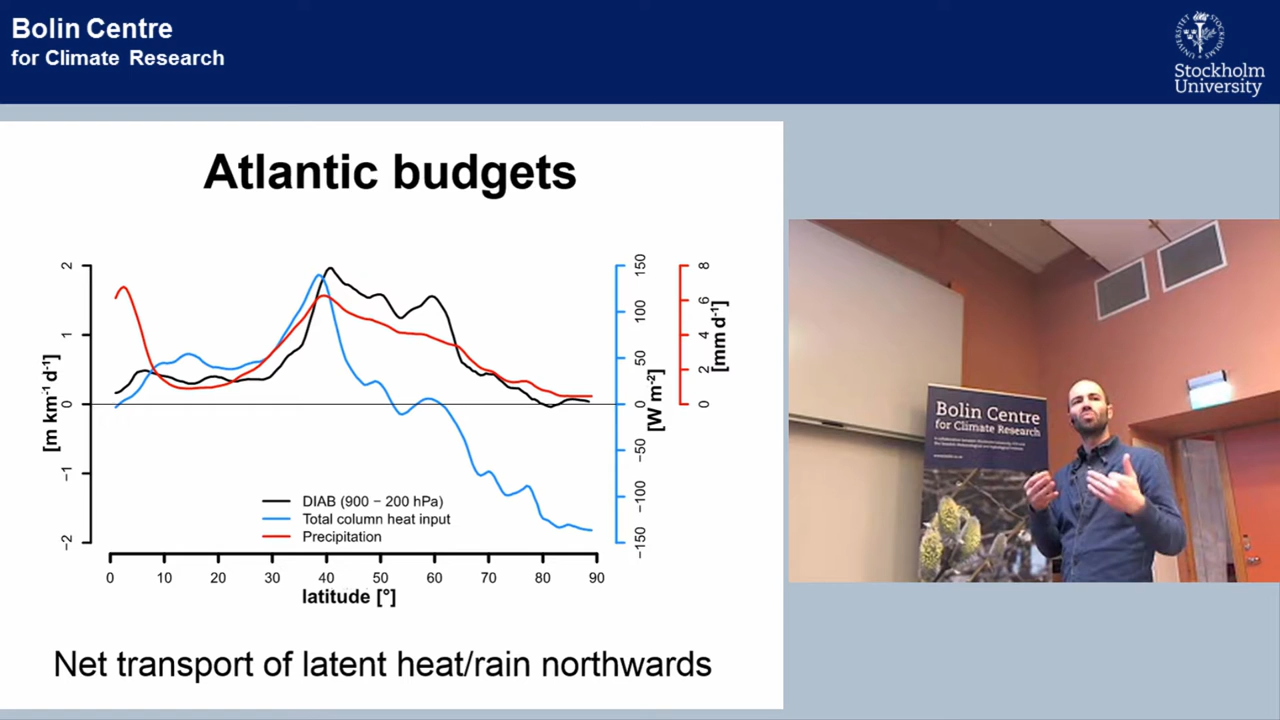 Bolin Centre
for Climate Research
UNIVERSITET STOCKHOLMS
Stockholm
University
Atlantic budgets
2
1
0
−1
−2
[m km⁻¹ d⁻¹]
150
100
50
0
−50
−100
−150
[W m⁻²]
8
6
4
2
0
[mm d⁻¹]
DIAB (900 − 200 hPa)
Total column heat input
Precipitation
0 10 20 30 40 50 60 70 80 90
latitude [°]
Net transport of latent heat/rain northwards
Bolin Centre
for Climate Research